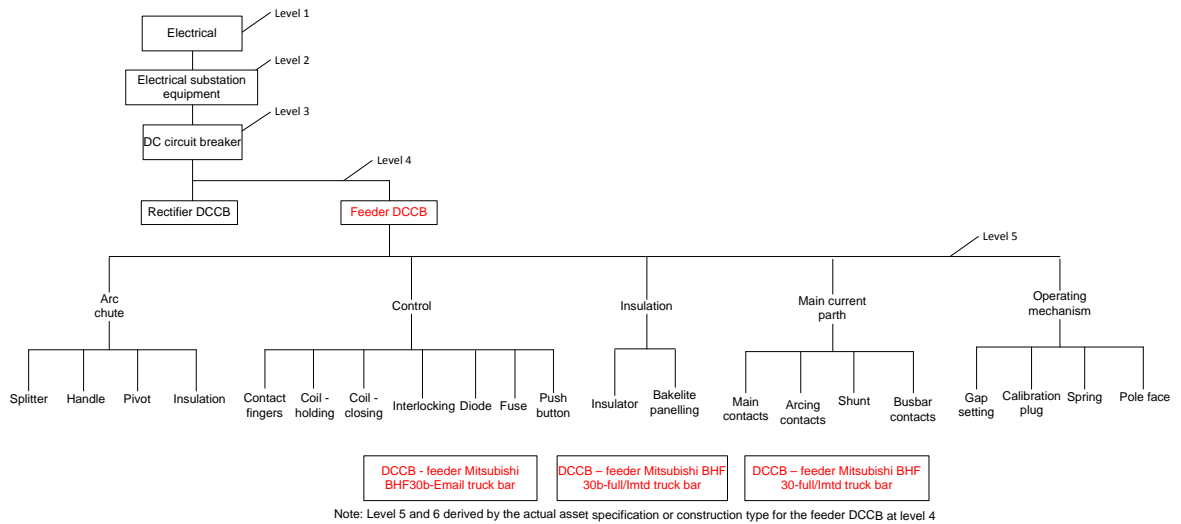 Level 1
Electrical
Level 2
Electrical substation
equipment
Level 3
DC circuit breaker
Level 4
Rectifier DCCB
Feeder DCCB
Level 5
Arc
chute
Control
Insulation
Main current
parth
Operating
mechanism
Splitter
Handle
Pivot
Insulation
Contact
fingers
Coil -
holding
Coil -
closing
Interlocking
Diode
Fuse
Push
button
Insulator
Bakelite
panelling
Main
contacts
Arcing
contacts
Shunt
Busbar
contacts
Gap
setting
Calibration
plug
Spring
Pole face
DCCB - feeder Mitsubishi
BHF30b-Email truck bar
DCCB – feeder Mitsubishi BHF
30b-full/lmtd truck bar
DCCB – feeder Mitsubishi BHF
30-full/lmtd truck bar
Note: Level 5 and 6 derived by the actual asset specification or construction type for the feeder DCCB at level 4